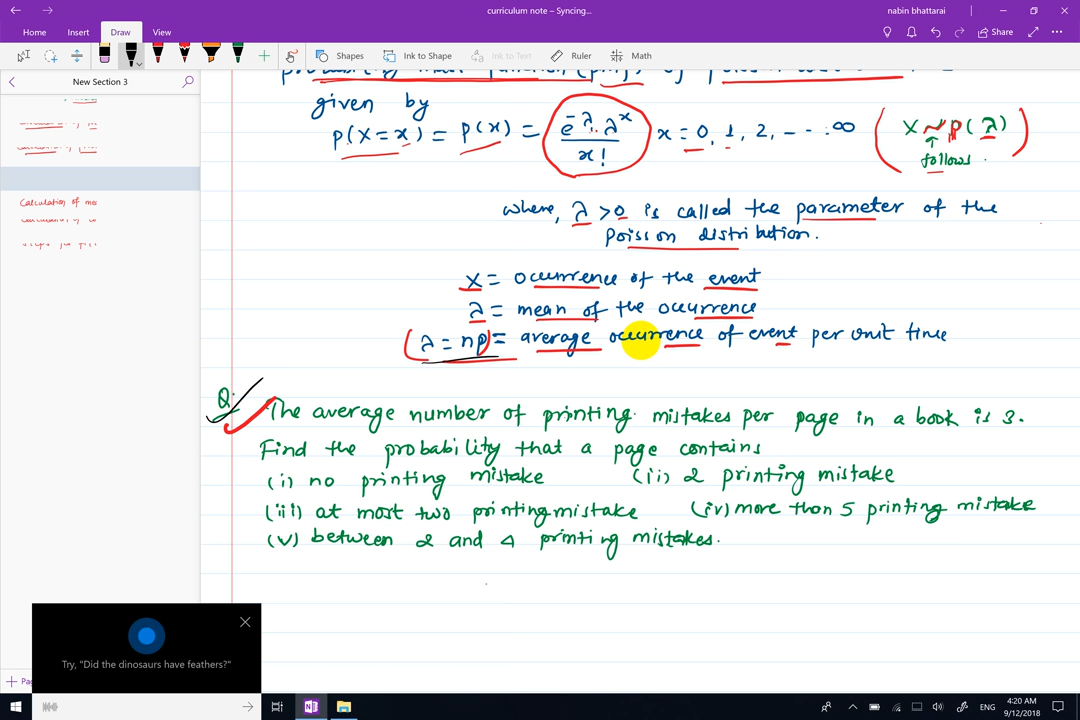 curriculum note – Syncing...
nabin bhattarai
Home Insert Draw View
Share
Shapes
Ink to Shape
Ink to Text
Ruler
Math
New Section 3
given by
P(X = x) = p(x) = e^-λ . λ^x / x! x = 0, 1, 2, - - - . ∞ ( X ~ P(λ) )
follows
where, λ > 0 is called the parameter of the
Poisson distribution.
X = occurrence of the event
λ = mean of the occurrence
(λ = np) = average occurrence of event per unit time
Calculation of me
Q. The average number of printing mistakes per page in a book is 3.
Find the probability that a page contains
(i) no printing mistake (ii) 2 printing mistake
(iii) at most two printing mistake (iv) more than 5 printing mistake
(v) between 2 and 4 printing mistakes.
Try, "Did the dinosaurs have feathers?"
ENG
4:20 AM
9/12/2018